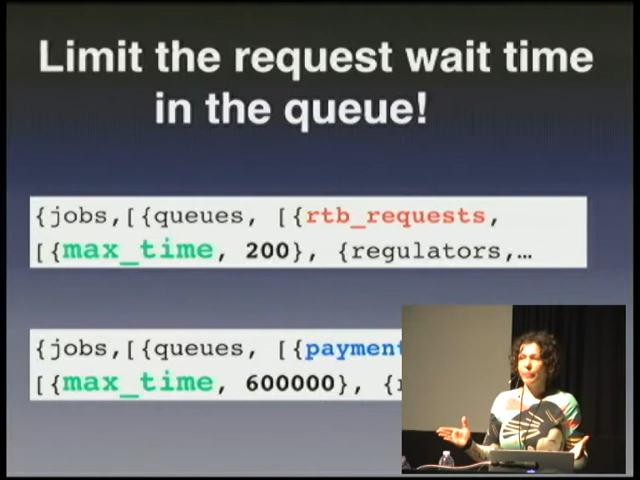 Limit the request wait time
in the queue!
{jobs,[{queues, [{rtb_requests,
[{max_time, 200}, {regulators,…
{jobs,[{queues, [{payment
[{max_time, 600000}, {